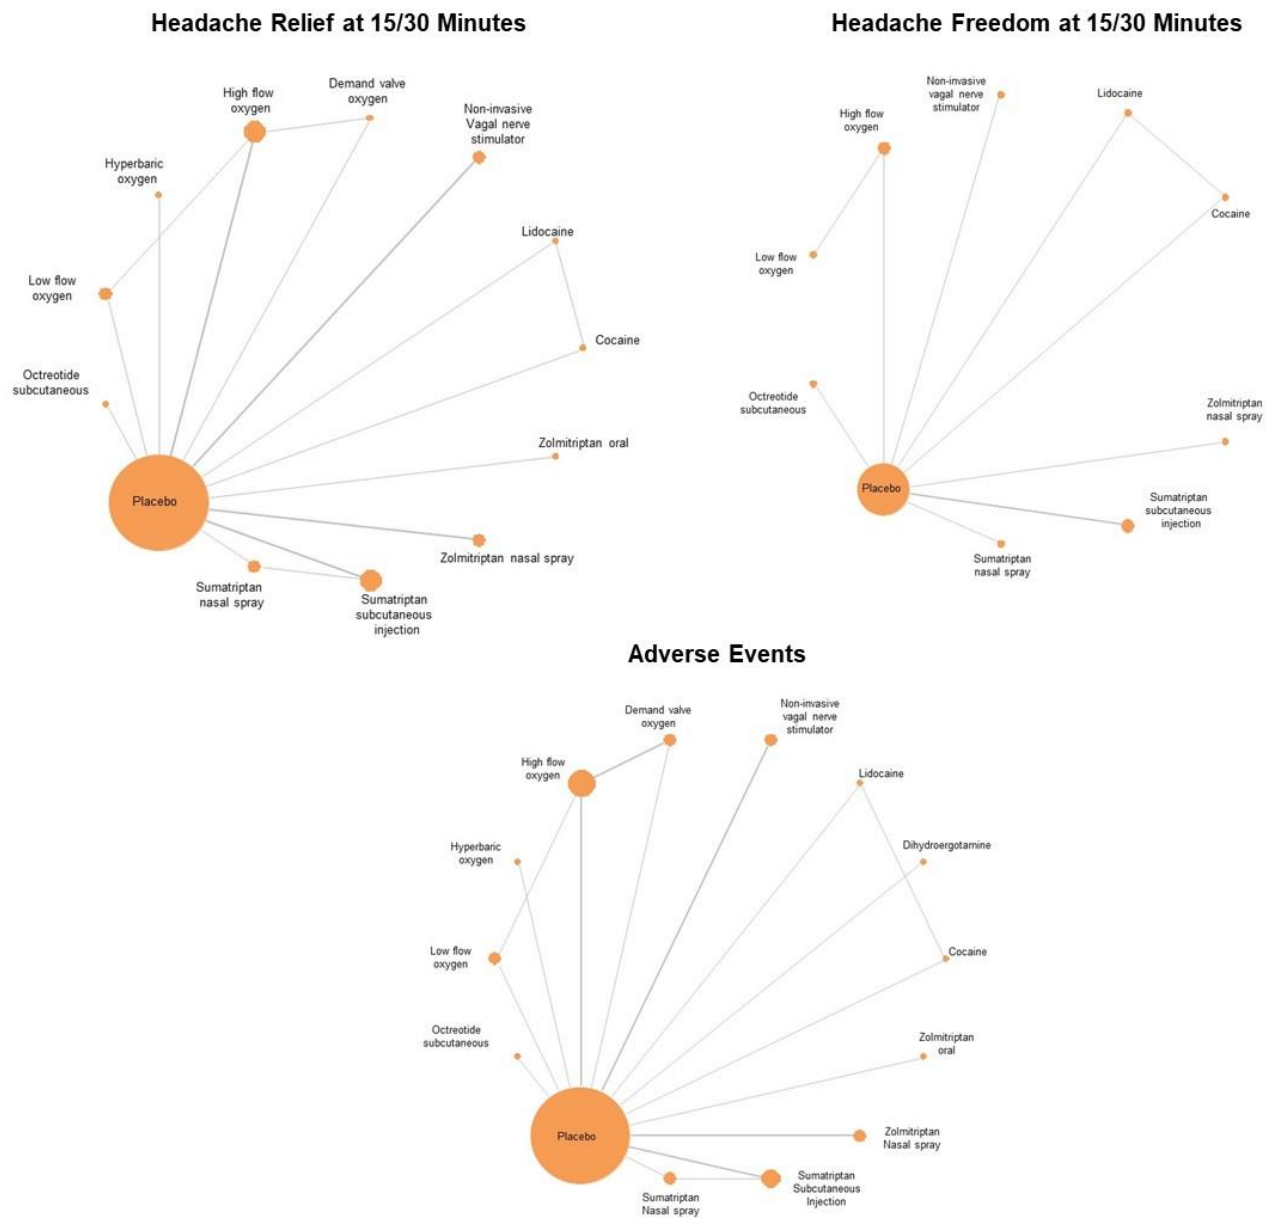 Headache Relief at 15/30 Minutes
High flow
oxygen
Demand valve
oxygen
Non-invasive
Vagal nerve
stimulator
Hyperbaric
oxygen
Lidocaine
Low flow
oxygen
Cocaine
Octreotide
subcutaneous
Zolmitriptan oral
Placebo
Zolmitriptan nasal spray
Sumatriptan
nasal spray
Sumatriptan
subcutaneous
injection
Headache Freedom at 15/30 Minutes
Non-invasive
vagal nerve
stimulator
Lidocaine
High flow
oxygen
Cocaine
Low flow
oxygen
Octreotide
subcutaneous
Zolmitriptan
nasal spray
Placebo
Sumatriptan
subcutaneous
injection
Sumatriptan
nasal spray
Adverse Events
Demand valve
oxygen
Non-invasive
vagal nerve
stimulator
High flow
oxygen
Lidocaine
Hyperbaric
oxygen
Dihydroergotamine
Low flow
oxygen
Cocaine
Octreotide
subcutaneous
Zolmitriptan
oral
Placebo
Zolmitriptan
Nasal spray
Sumatriptan
Nasal spray
Sumatriptan
Subcutaneous
Injection